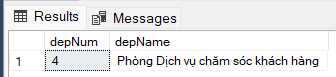 Results Messages
depNum depName
1 4 Phòng Dịch vụ chăm sóc khách hàng